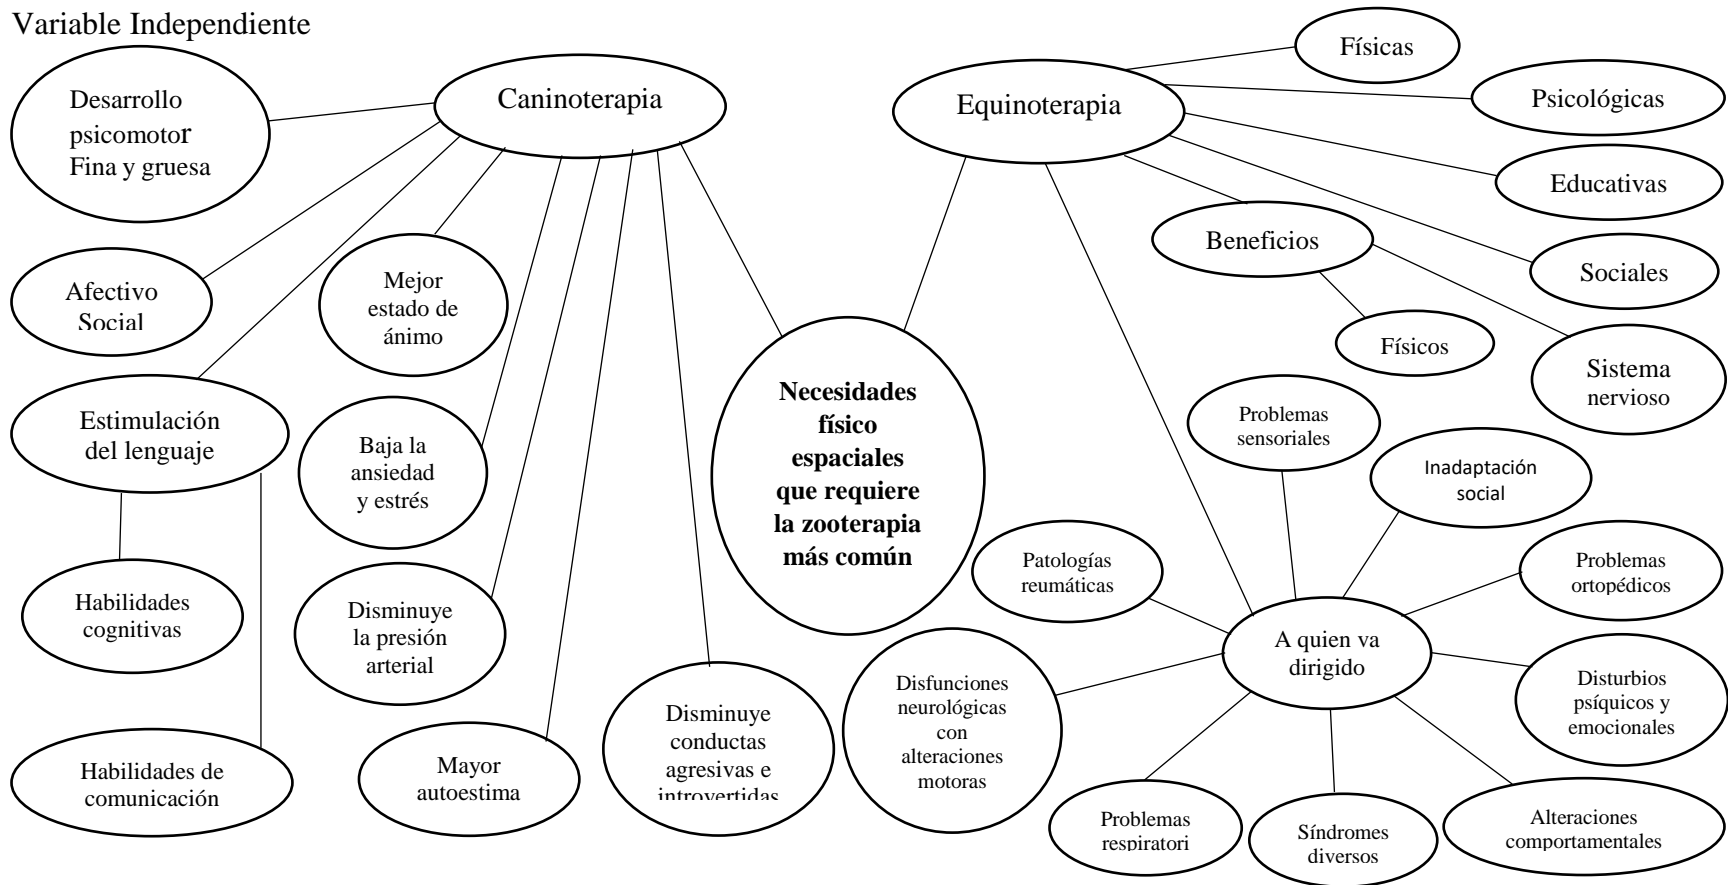 Variable Independiente
Desarrollo
psicomotor
Fina y gruesa
Caninoterapia
Equinoterapia
Físicas
Psicológicas
Educativas
Beneficios
Sociales
Físicos
Sistema
nervioso
Afectivo
Social
Mejor
estado de
ánimo
Estimulación
del lenguaje
Baja la
ansiedad
y estrés
Necesidades
físico
espaciales
que requiere
la zooterapia
más común
Problemas
sensoriales
Inadaptación
social
Patologías
reumáticas
Problemas
ortopédicos
Habilidades
cognitivas
Disminuye
la presión
arterial
A quien va
dirigido
Disfunciones
neurológicas
con
alteraciones
motoras
Disturbios
psíquicos y
emocionales
Habilidades de
comunicación
Mayor
autoestima
Disminuye
conductas
agresivas e
introvertidas
Problemas
respiratori
Síndromes
diversos
Alteraciones
comportamentales